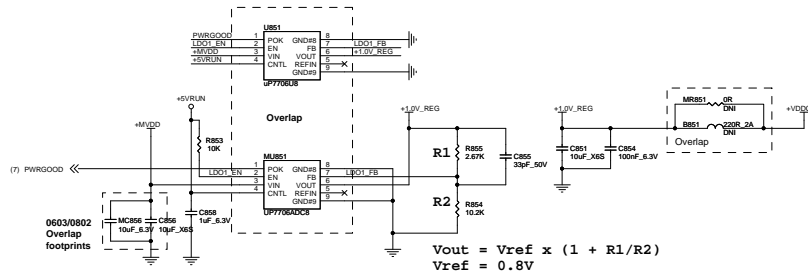 U851
PWRGOOD 1 POK GND#8 8
LDO1_EN 2 EN FB 7 LDO1_FB
+MVDD 3 VIN VOUT 6 +1.0V_REG
+5VRUN 4 CNTL REFIN 5
GND#9 9
uP7706U8
Overlap
+5VRUN
+MVDD
R853
10K
(7) PWRGOOD
LDO1_EN
MU851
1 POK GND#8 8
2 EN FB 7 LDO1_FB
3 VIN VOUT 6
4 CNTL REFIN 5
GND#9 9
UP7706ADC8
0603/0802
Overlap
footprints
MC856
10uF_6.3V
C856
10uF_X6S
C858
1uF_6.3V
+1.0V_REG
R1
R855
2.67K
C855
33pF_50V
R2
R854
10.2K
Vout = Vref x (1 + R1/R2)
Vref = 0.8V
+1.0V_REG
C851
10uF_X6S
C854
100nF_6.3V
MR851 0R
DNI
B851 220R_2A
DNI
Overlap